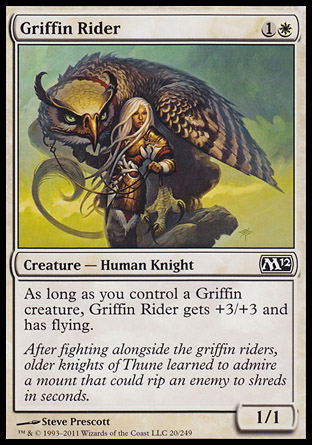 Griffin Rider 1
Creature — Human Knight M12
As long as you control a Griffin
creature, Griffin Rider gets +3/+3 and
has flying.
After fighting alongside the griffin riders,
older knights of Thune learned to admire
a mount that could rip an enemy to shreds
in seconds.
Steve Prescott
™ & © 1993–2011 Wizards of the Coast LLC 20/249
1/1